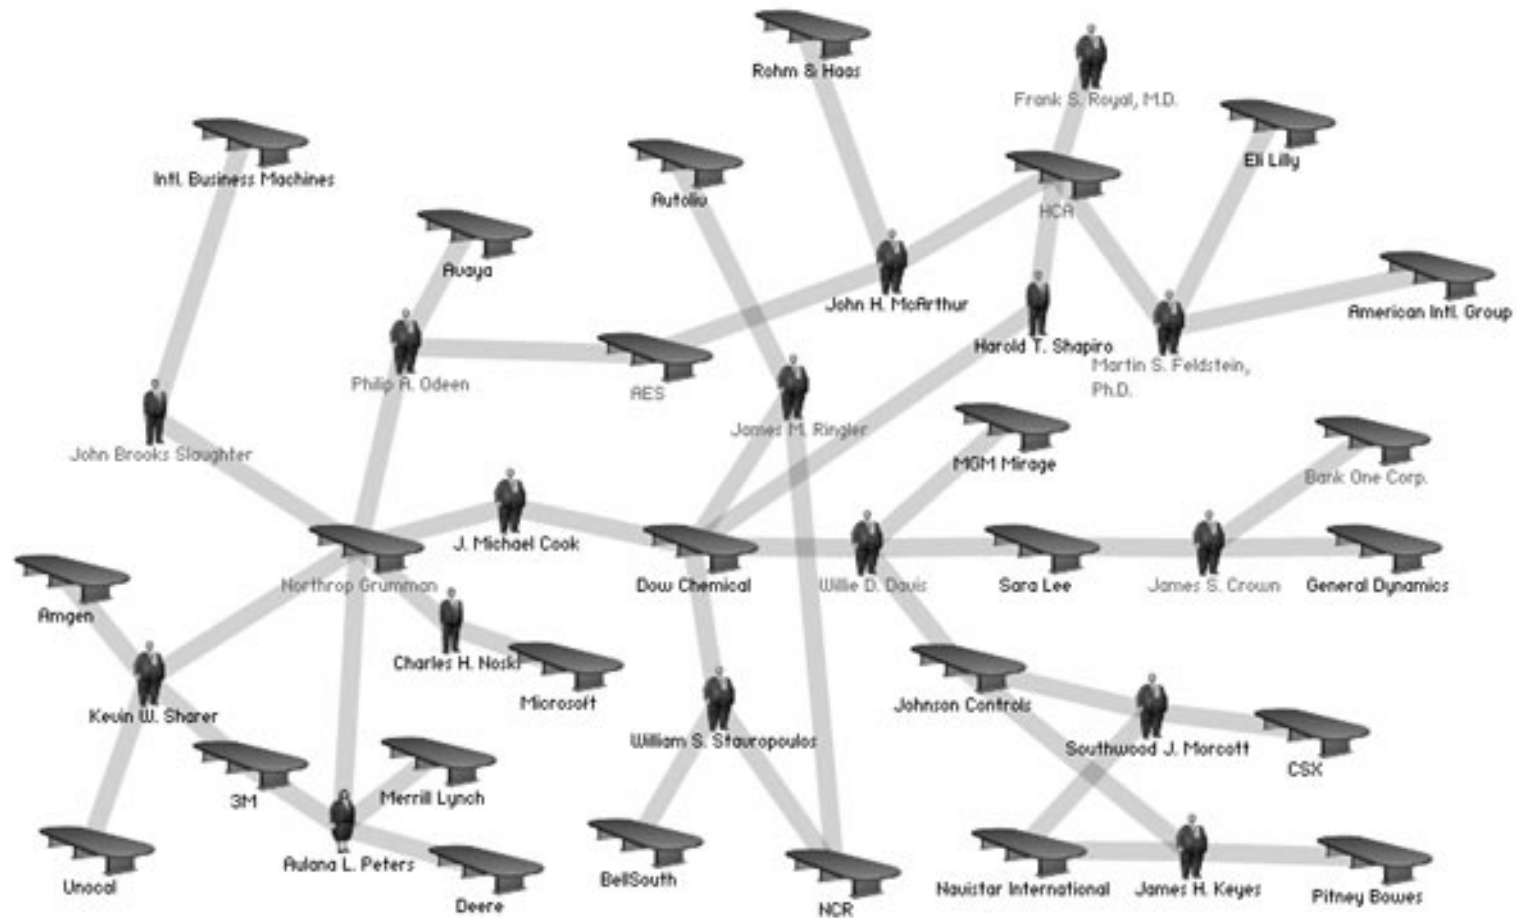 Rohm & Haas
Frank S. Royal, M.D.
Eli Lilly
Intl. Business Machines
Autoliv
HCA
Avaya
John H. McArthur
American Intl. Group
Harold T. Shapiro
Martin S. Feldstein,
Ph.D.
Philip A. Odeen
AES
James M. Ringler
John Brooks Slaughter
MGM Mirage
Bank One Corp.
J. Michael Cook
Northrop Grumman
Dow Chemical
Willie D. Davis
Sara Lee
James S. Crown
General Dynamics
Amgen
Charles H. Noski
Microsoft
Johnson Controls
Kevin W. Sharer
William S. Stavropoulos
Southwood J. Morcott
CSX
3M
Merrill Lynch
Aulana L. Peters
Unocal
Deere
BellSouth
NCR
Navistar International
James H. Keyes
Pitney Bowes